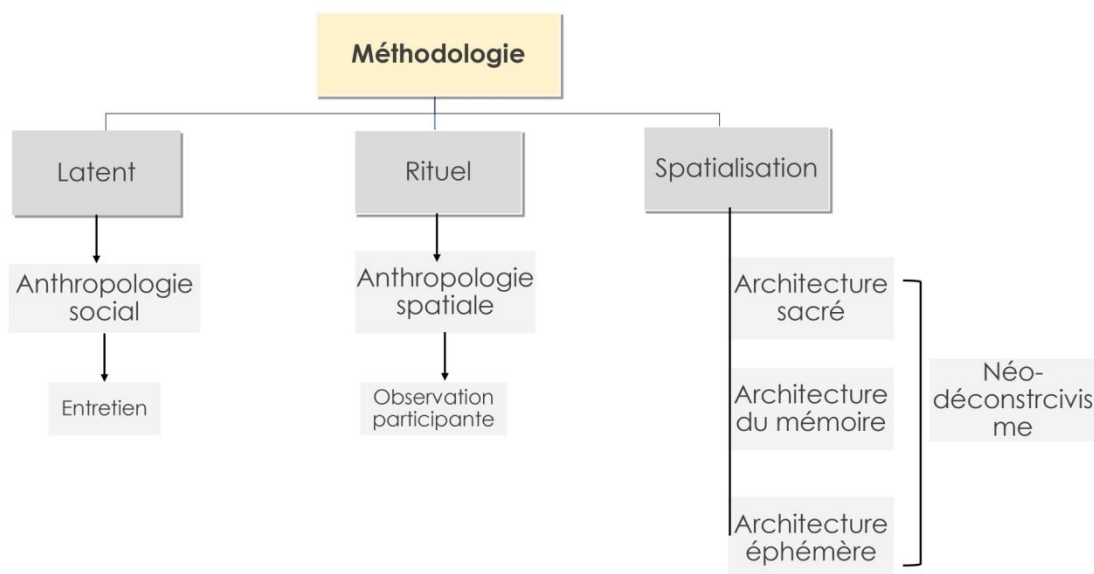 Méthodologie
Latent
Rituel
Spatialisation
Anthropologie
social
Anthropologie
spatiale
Architecture
sacré
Entretien
Observation
participante
Architecture
du mémoire
Néo-
déconstrcivis
me
Architecture
éphémère